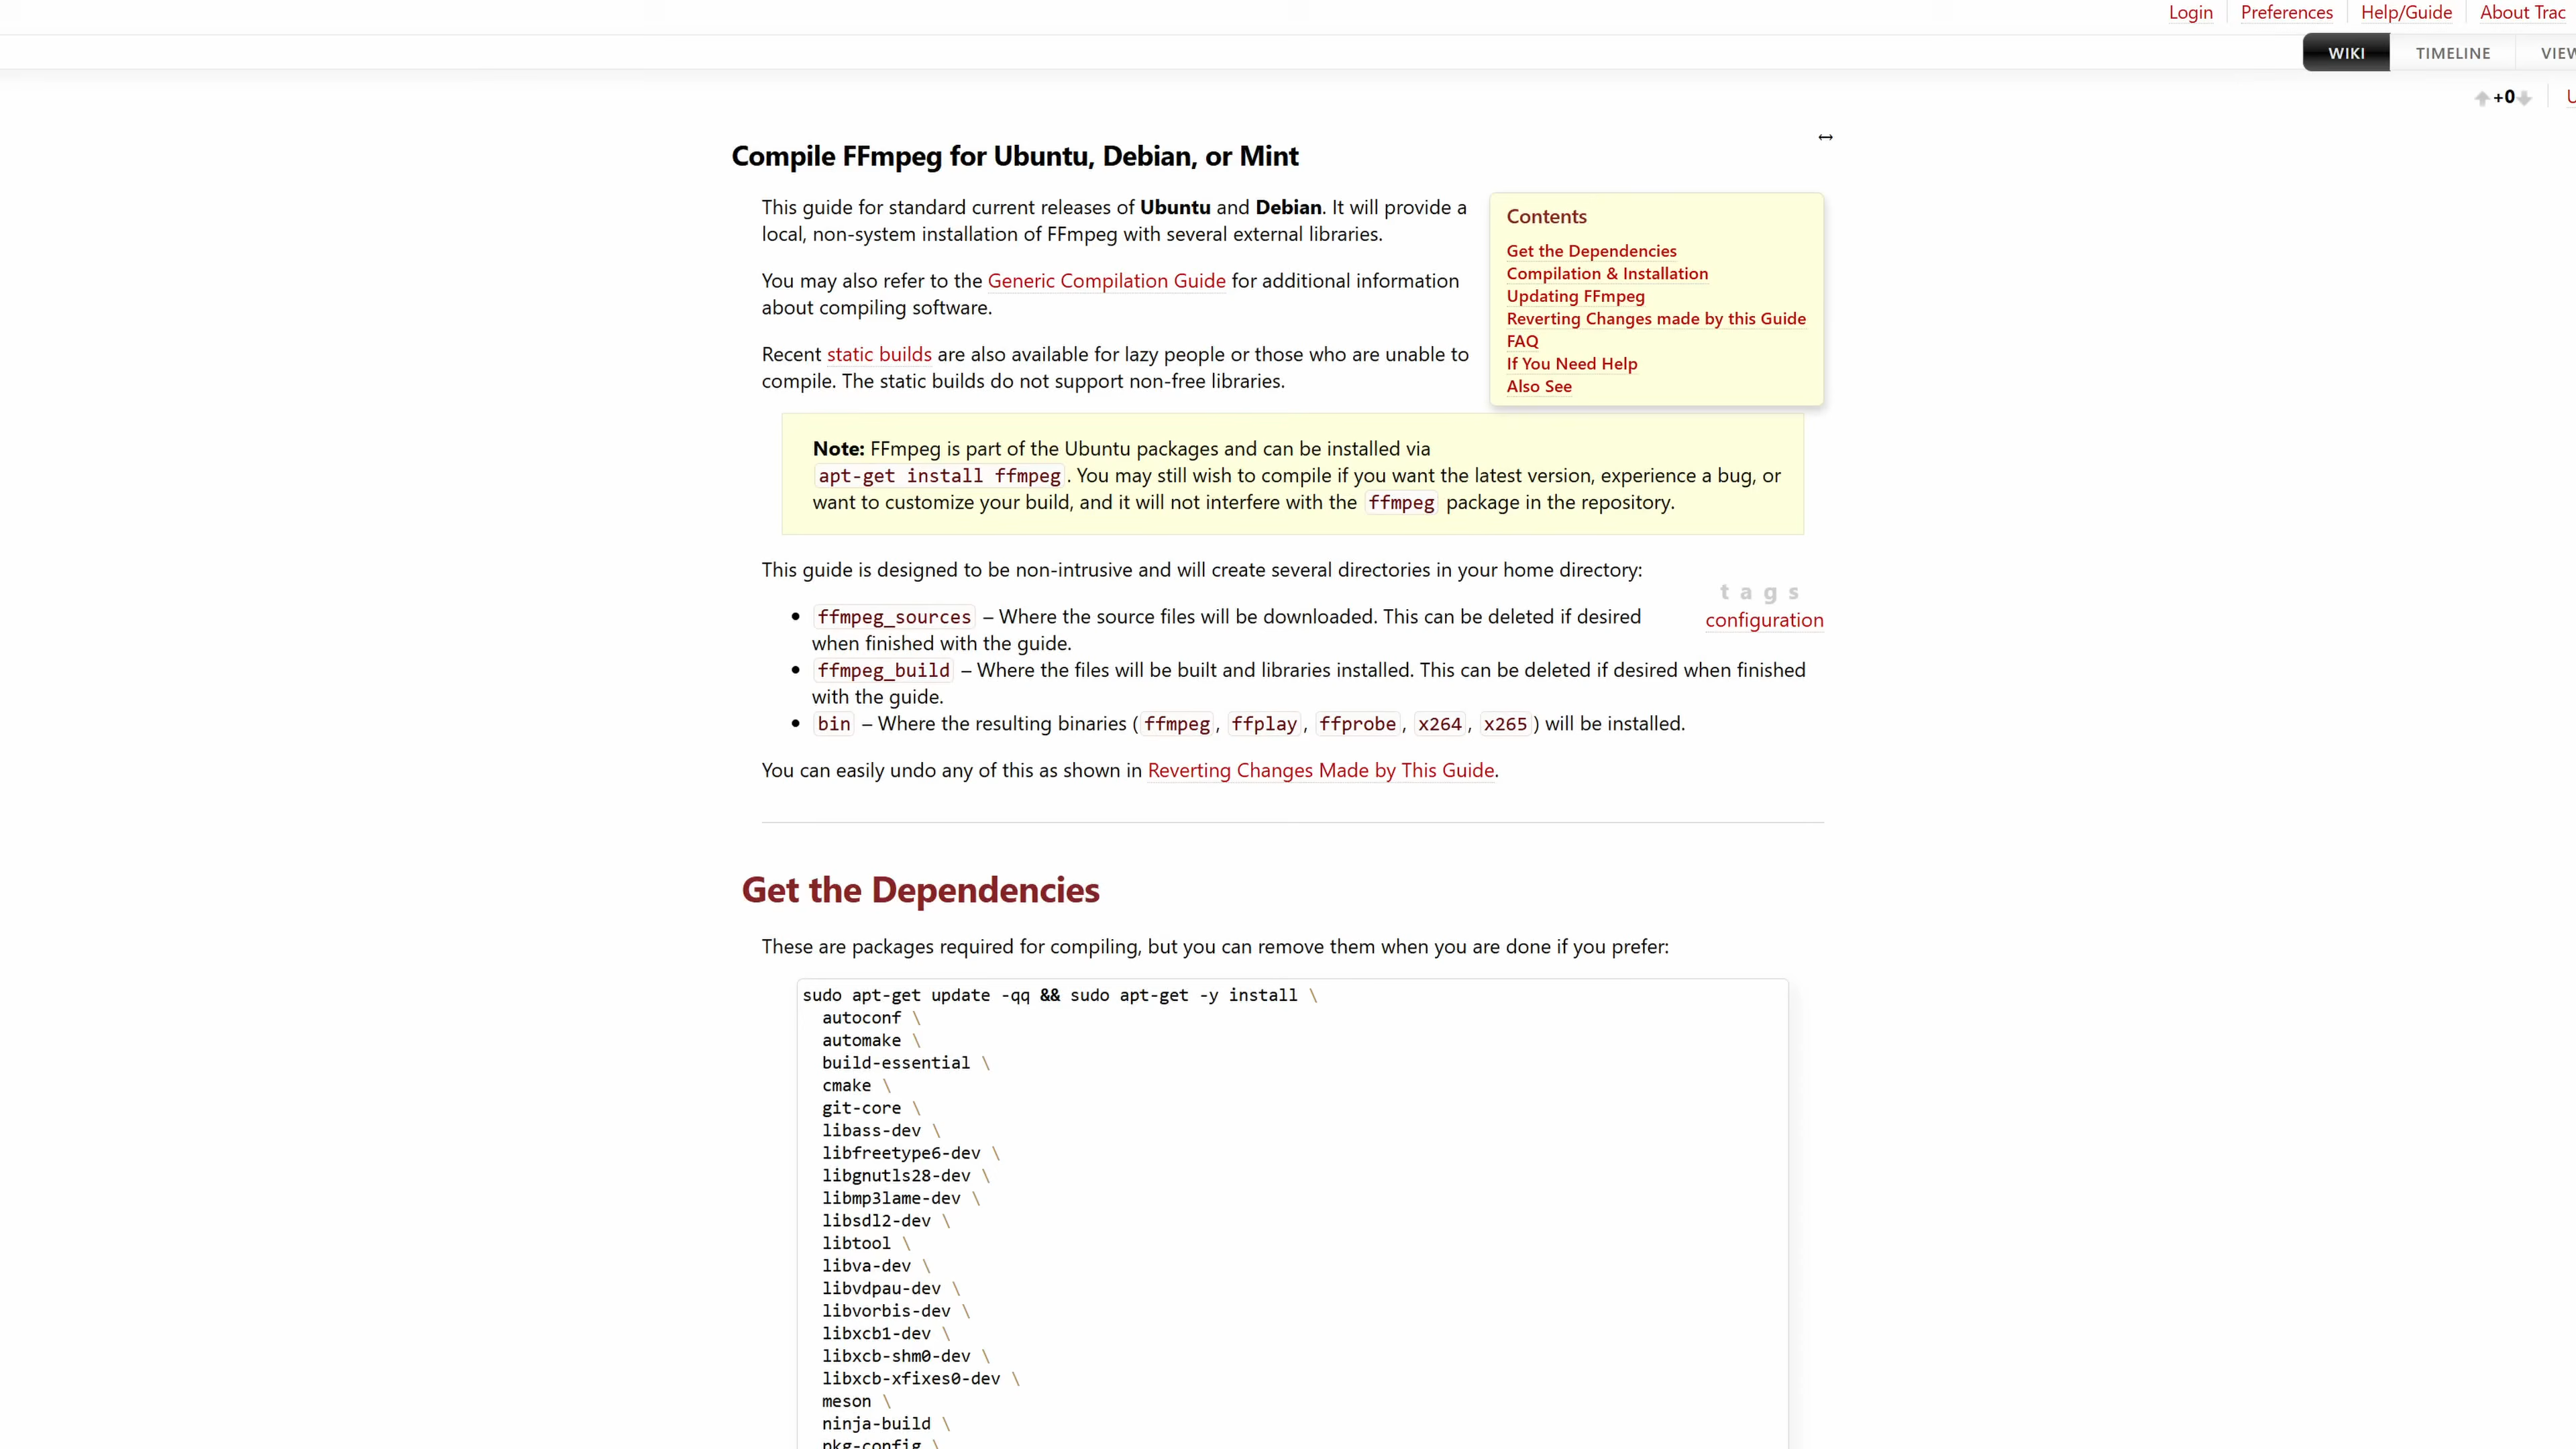 Login Preferences Help/Guide About Trac
WIKI TIMELINE VIEW
+0 U
Compile FFmpeg for Ubuntu, Debian, or Mint
This guide for standard current releases of Ubuntu and Debian. It will provide a
local, non-system installation of FFmpeg with several external libraries.
You may also refer to the Generic Compilation Guide for additional information
about compiling software.
Recent static builds are also available for lazy people or those who are unable to
compile. The static builds do not support non-free libraries.
Contents
Get the Dependencies
Compilation & Installation
Updating FFmpeg
Reverting Changes made by this Guide
FAQ
If You Need Help
Also See
Note: FFmpeg is part of the Ubuntu packages and can be installed via
apt-get install ffmpeg. You may still wish to compile if you want the latest version, experience a bug, or
want to customize your build, and it will not interfere with the ffmpeg package in the repository.
This guide is designed to be non-intrusive and will create several directories in your home directory:
tags
configuration
• ffmpeg_sources – Where the source files will be downloaded. This can be deleted if desired
when finished with the guide.
• ffmpeg_build – Where the files will be built and libraries installed. This can be deleted if desired when finished
with the guide.
• bin – Where the resulting binaries (ffmpeg, ffplay, ffprobe, x264, x265) will be installed.
You can easily undo any of this as shown in Reverting Changes Made by This Guide.
Get the Dependencies
These are packages required for compiling, but you can remove them when you are done if you prefer:
sudo apt-get update -qq && sudo apt-get -y install \
autoconf \
automake \
build-essential \
cmake \
git-core \
libass-dev \
libfreetype6-dev \
libgnutls28-dev \
libmp3lame-dev \
libsdl2-dev \
libtool \
libva-dev \
libvdpau-dev \
libvorbis-dev \
libxcb1-dev \
libxcb-shm0-dev \
libxcb-xfixes0-dev \
meson \
ninja-build \
pkg-config \